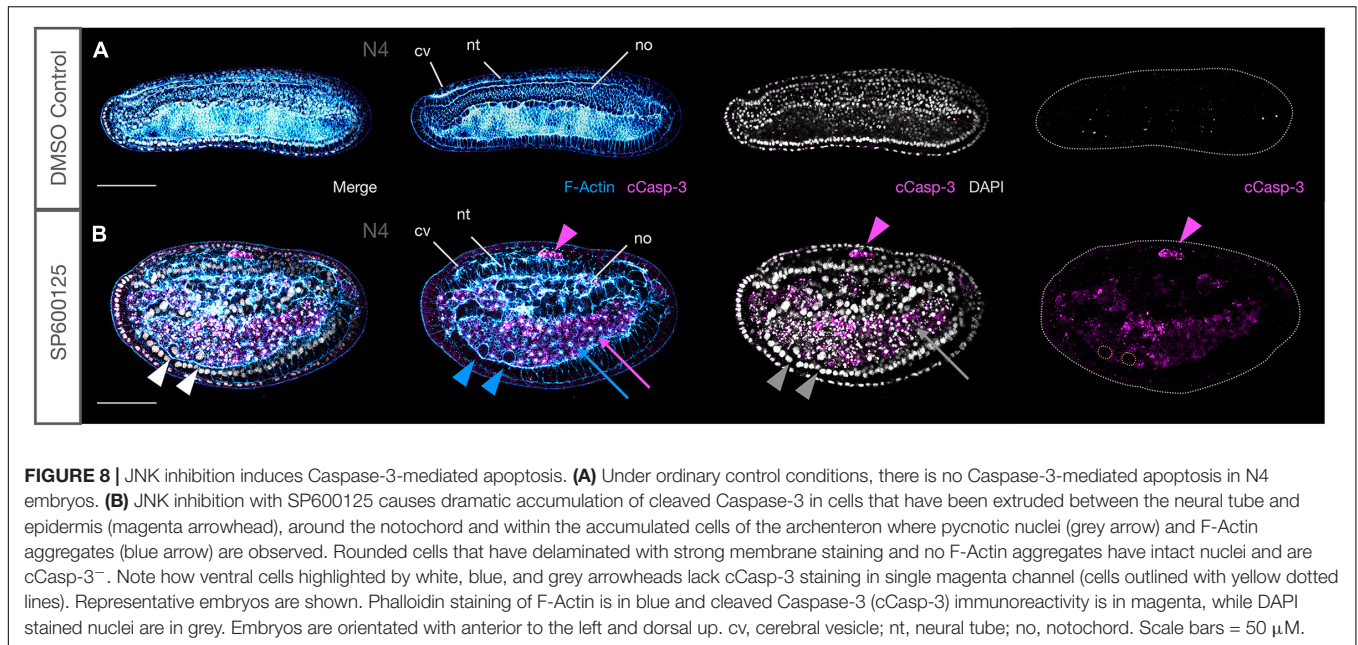 DMSO Control
A
N4
cv
nt
no
Merge
F-Actin cCasp-3
cCasp-3 DAPI
cCasp-3
SP600125
B
N4
cv
nt
no
FIGURE 8 | JNK inhibition induces Caspase-3-mediated apoptosis. (A) Under ordinary control conditions, there is no Caspase-3-mediated apoptosis in N4
embryos. (B) JNK inhibition with SP600125 causes dramatic accumulation of cleaved Caspase-3 in cells that have been extruded between the neural tube and
epidermis (magenta arrowhead), around the notochord and within the accumulated cells of the archenteron where pycnotic nuclei (grey arrow) and F-Actin
aggregates (blue arrow) are observed. Rounded cells that have delaminated with strong membrane staining and no F-Actin aggregates have intact nuclei and are
cCasp-3⁻. Note how ventral cells highlighted by white, blue, and grey arrowheads lack cCasp-3 staining in single magenta channel (cells outlined with yellow dotted
lines). Representative embryos are shown. Phalloidin staining of F-Actin is in blue and cleaved Caspase-3 (cCasp-3) immunoreactivity is in magenta, while DAPI
stained nuclei are in grey. Embryos are orientated with anterior to the left and dorsal up. cv, cerebral vesicle; nt, neural tube; no, notochord. Scale bars = 50 µM.